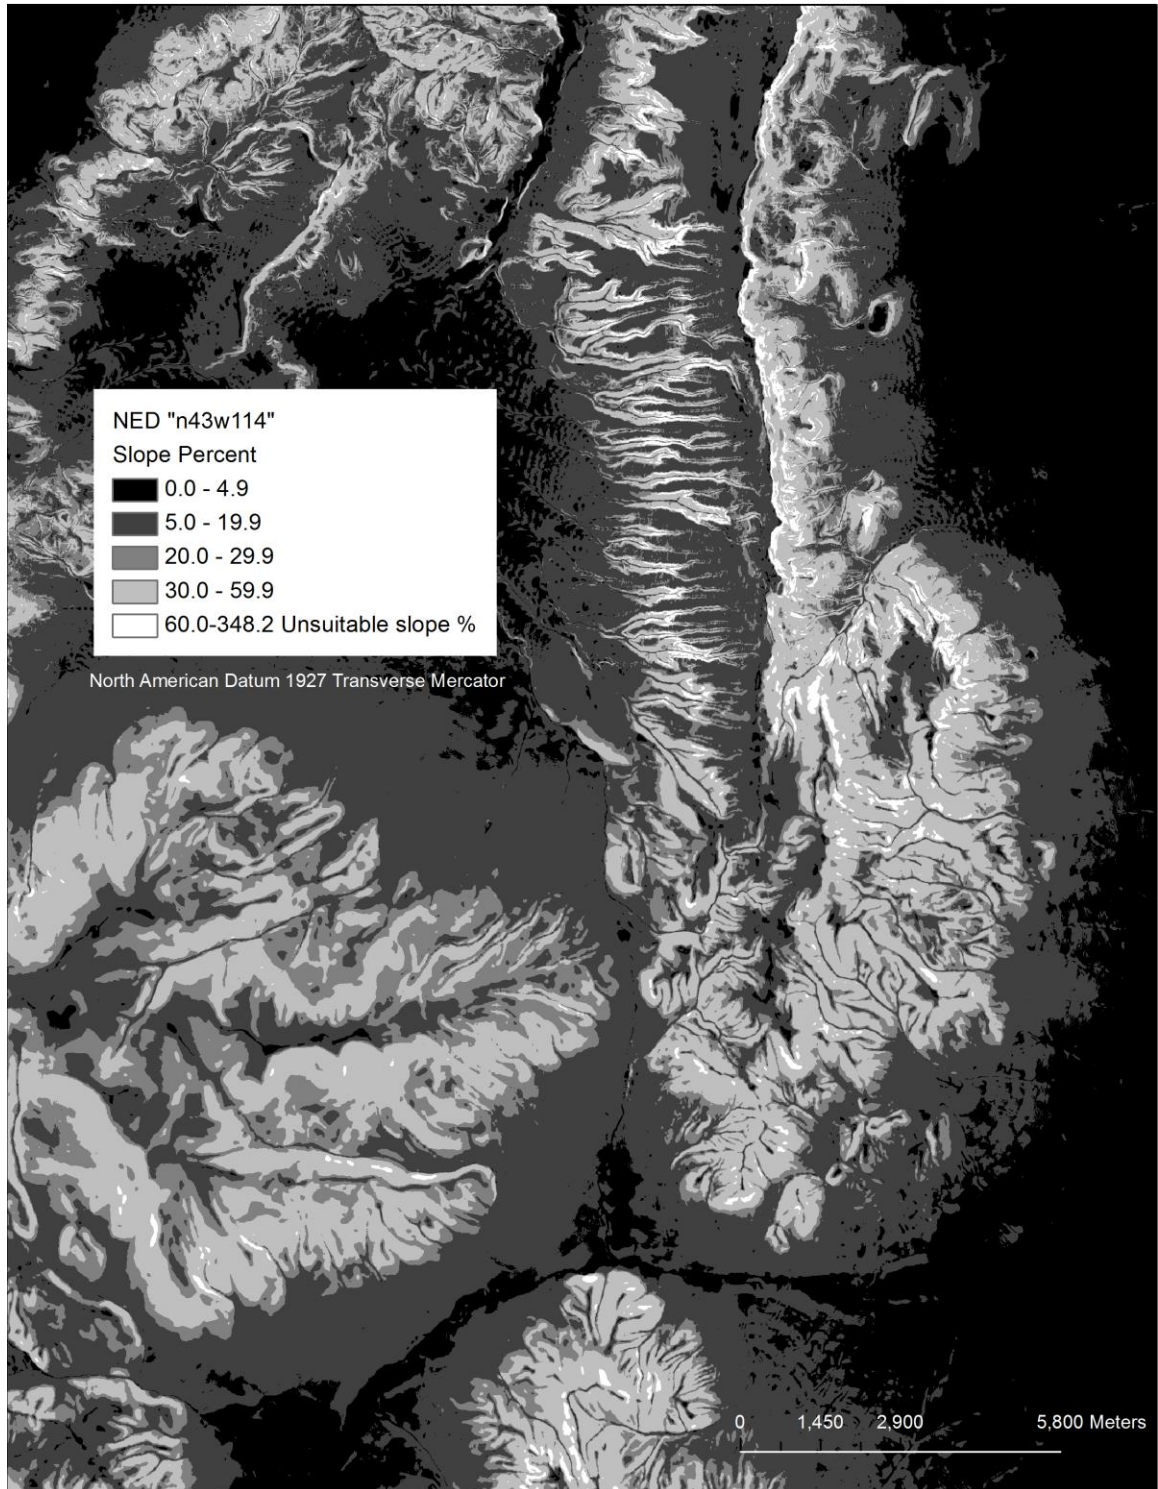 NED "n43w114"
Slope Percent
0.0 - 4.9
5.0 - 19.9
20.0 - 29.9
30.0 - 59.9
60.0-348.2 Unsuitable slope %
North American Datum 1927 Transverse Mercator
0 1,450 2,900 5,800 Meters